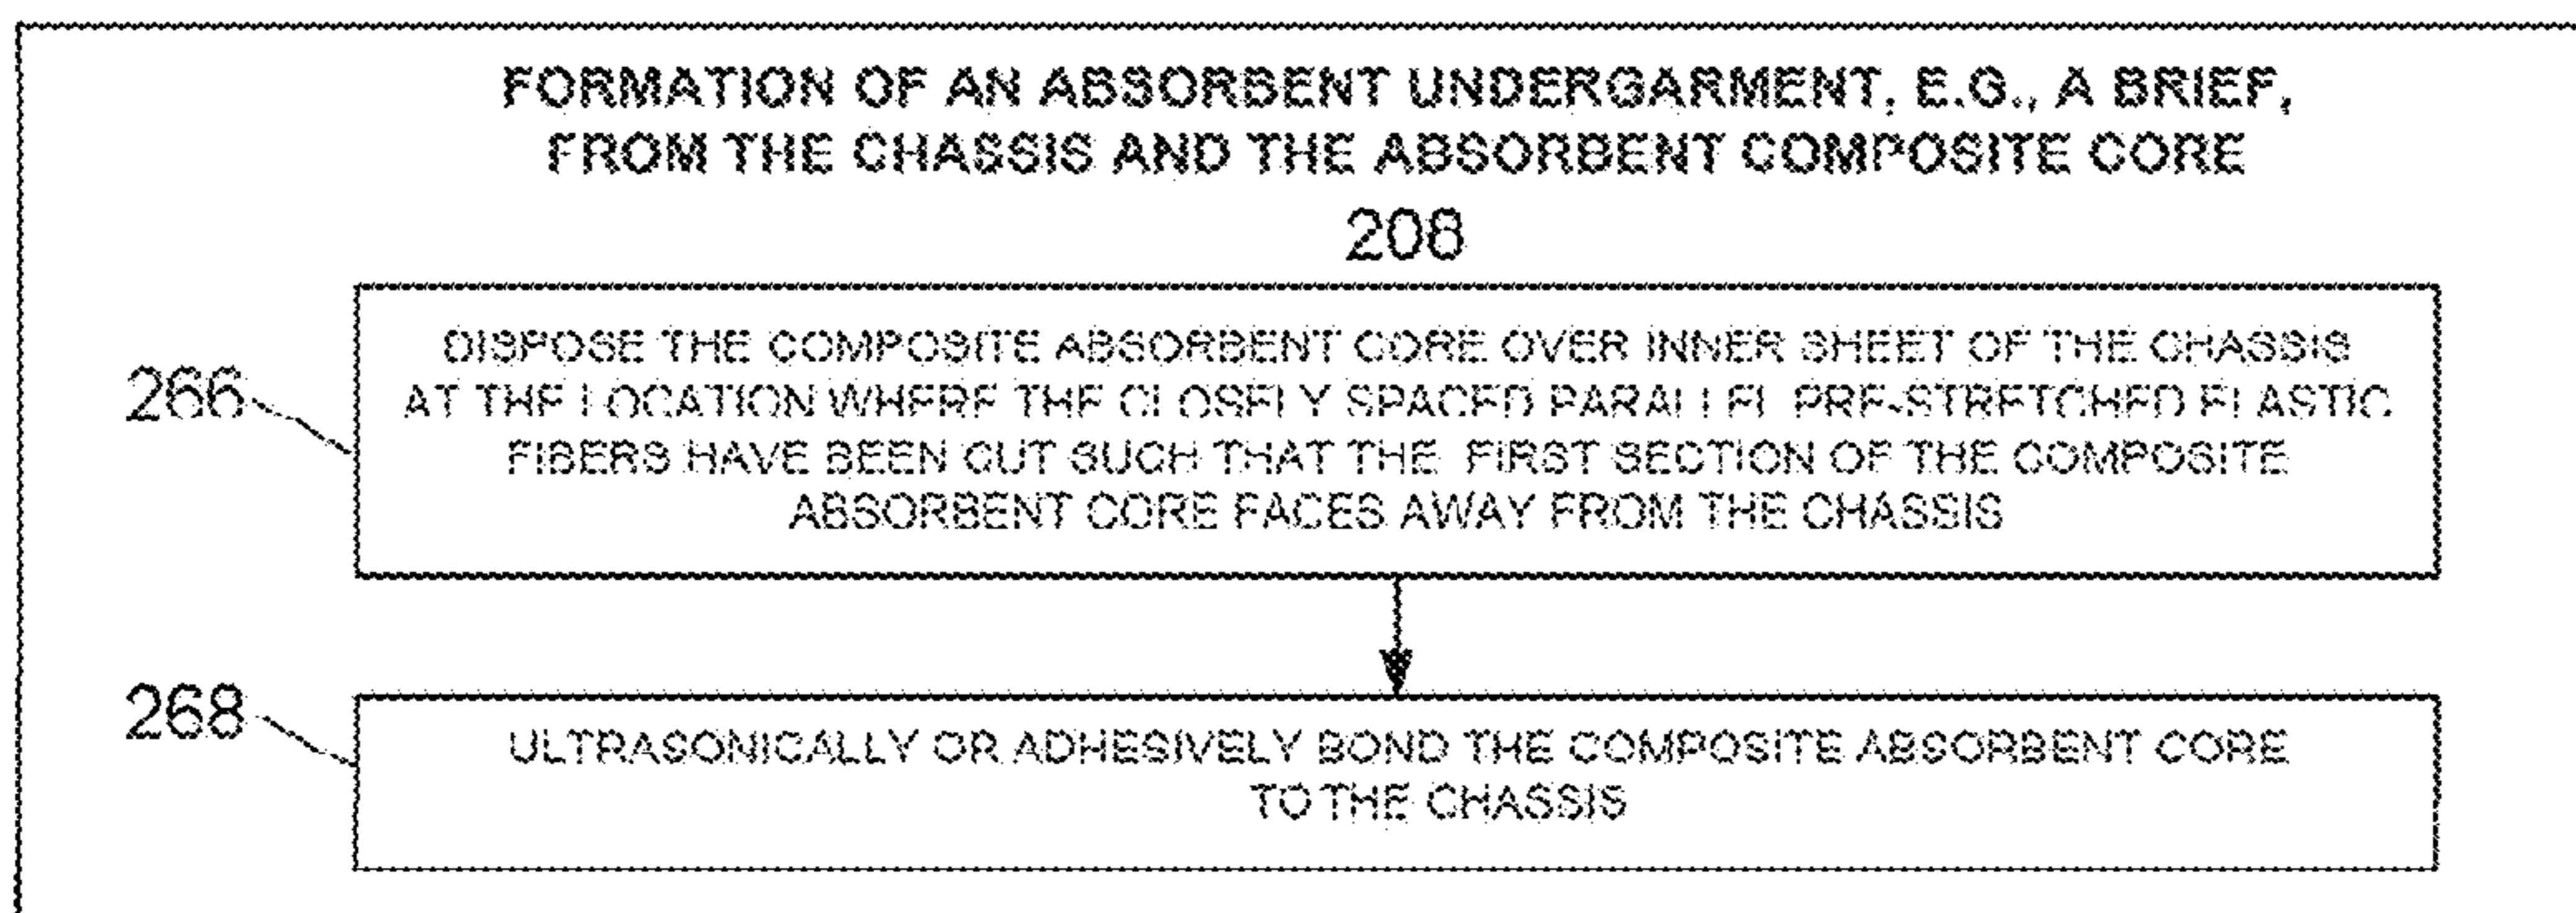 FORMATION OF AN ABSORBENT UNDERGARMENT, E.G., A BRIEF,
FROM THE CHASSIS AND THE ABSORBENT COMPOSITE CORE
208
266
DISPOSE THE COMPOSITE ABSORBENT CORE OVER INNER SHEET OF THE CHASSIS
AT THE LOCATION WHERE THE CLOSELY SPACED PARALLEL PRE-STRETCHED ELASTIC
FIBERS HAVE BEEN CUT SUCH THAT THE FIRST SECTION OF THE COMPOSITE
ABSORBENT CORE FACES AWAY FROM THE CHASSIS
268
ULTRASONICALLY OR ADHESIVELY BOND THE COMPOSITE ABSORBENT CORE
TO THE CHASSIS